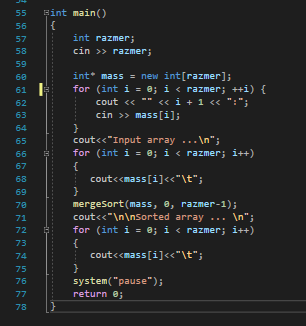 55 int main()
56 {
57 int razmer;
58 cin >> razmer;
59
60 int* mass = new int[razmer];
61 for (int i = 0; i < razmer; ++i) {
62 cout << "" << i + 1 << ":";
63 cin >> mass[i];
64 }
65 cout<<"Input array ...\n";
66 for (int i = 0; i < razmer; i++)
67 {
68 cout<<mass[i]<<"\t";
69 }
70 mergeSort(mass, 0, razmer-1);
71 cout<<"\n\nSorted array ... \n";
72 for (int i = 0; i < razmer; i++)
73 {
74 cout<<mass[i]<<"\t";
75 }
76 system("pause");
77 return 0;
78 }